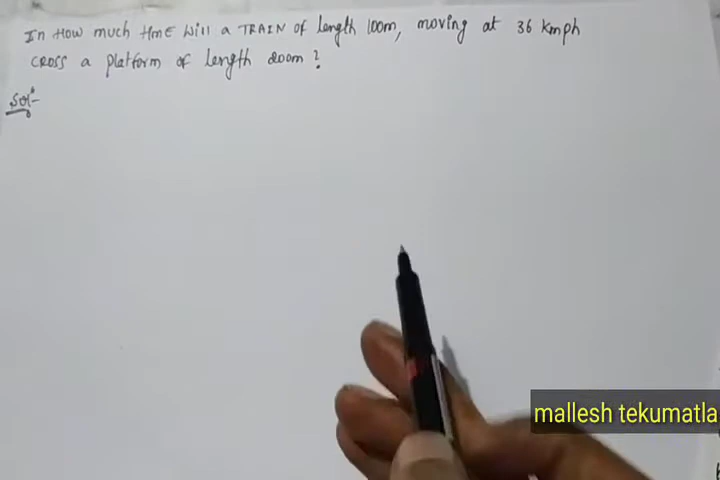 In How much time will a TRAIN of length 100m, moving at 36 kmph
CROSS a platform of length 200m?
Sol:-
mallesh tekumatla